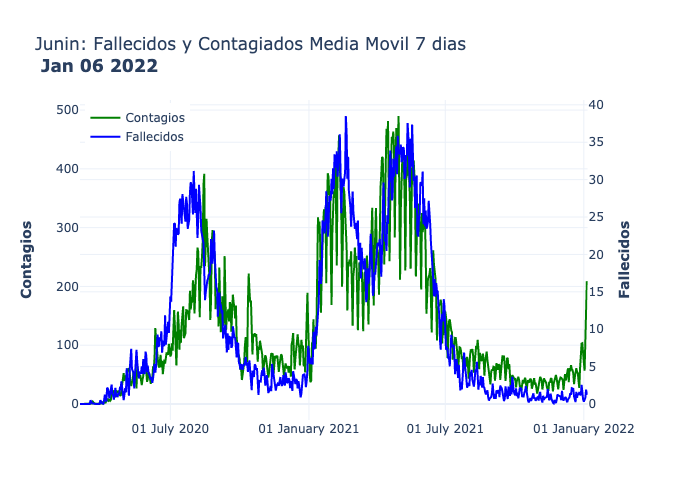 Junin: Fallecidos y Contagiados Media Movil 7 dias
Jan 06 2022
Contagios
Fallecidos
Contagios
500
400
300
200
100
0
40
35
30
25
20
15
10
5
0
Fallecidos
01 July 2020
01 January 2021
01 July 2021
01 January 2022